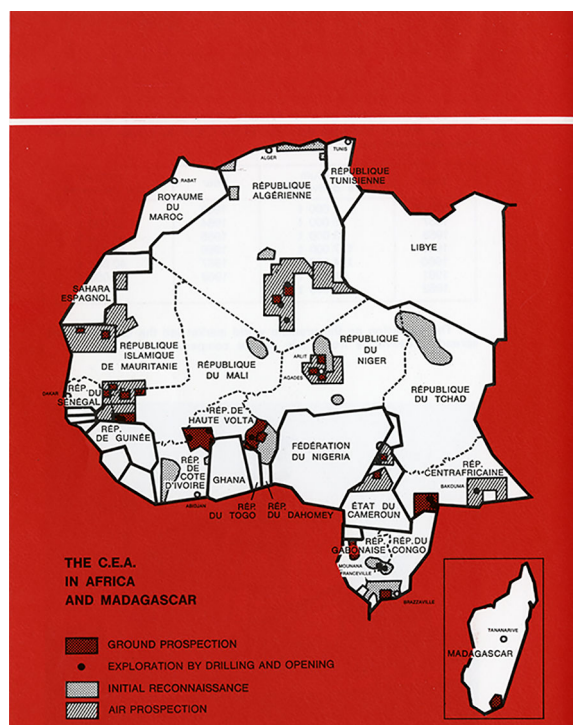 ALGER
TUNIS
RABAT
ROYAUME
DU
MAROC
RÉPUBLIQUE
ALGÉRIENNE
RÉPUBLIQUE
TUNISIENNE
LIBYE
SAHARA
ESPAGNOL
RÉPUBLIQUE
ISLAMIQUE
DE MAURITANIE
RÉPUBLIQUE
DU MALI
ARLIT
AGADES
RÉPUBLIQUE
DU
NIGER
RÉPUBLIQUE
DU TCHAD
DAKAR
RÉP.
DU
SÉNÉGAL
RÉP.
DE GUINÉE
RÉP. DE
HAUTE VOLTA
RÉP.
DE
COTE
D'IVOIRE
ABIDJAN
GHANA
RÉP.
DU TOGO
RÉP.
DU DAHOMEY
FÉDÉRATION
DU NIGERIA
ÉTAT DU
CAMEROUN
RÉP.
CENTRAFRICAINE
BAKOUMA
RÉP.
GABONAISE
RÉP.
DU CONGO
MOUNANA
FRANCEVILLE
BRAZZAVILLE
THE C.E.A.
IN AFRICA
AND MADAGASCAR
TANANARIVE
MADAGASCAR
GROUND PROSPECTION
EXPLORATION BY DRILLING AND OPENING
INITIAL RECONNAISSANCE
AIR PROSPECTION